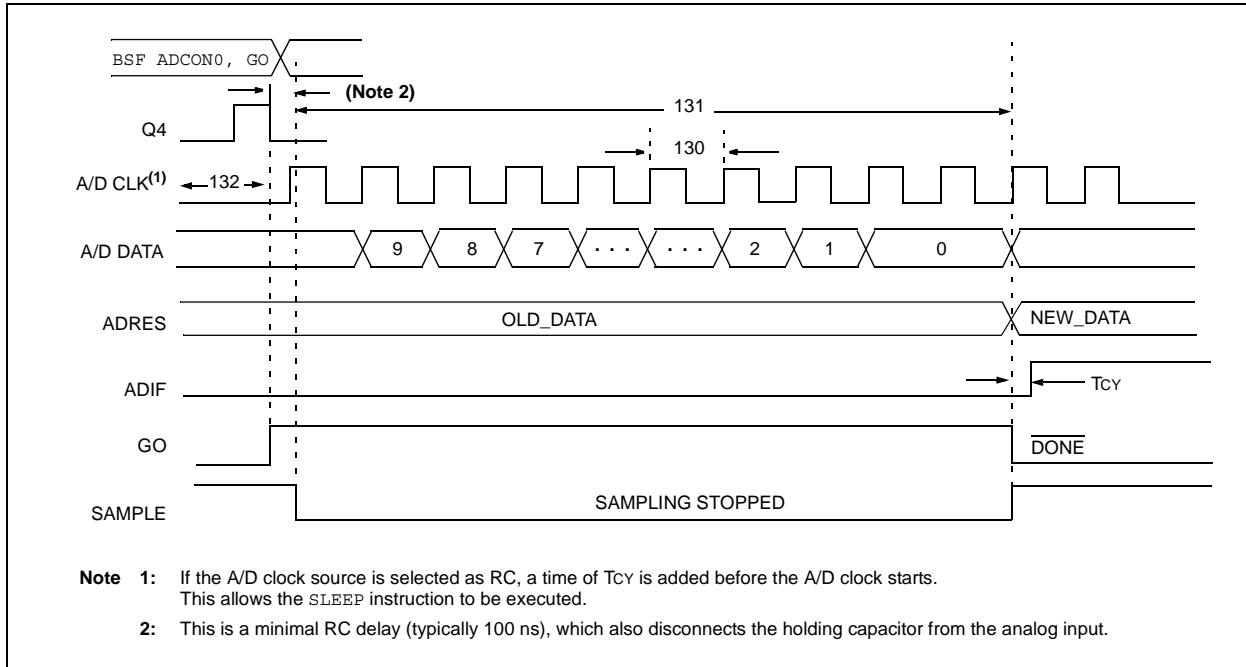 BSF ADCON0, GO
(Note 2)
131
Q4
130
A/D CLK(1)
132
A/D DATA
9 8 7 . . . . . . 2 1 0
ADRES
OLD_DATA
NEW_DATA
ADIF
TCY
GO
DONE
SAMPLE
SAMPLING STOPPED
Note 1: If the A/D clock source is selected as RC, a time of TCY is added before the A/D clock starts.
This allows the SLEEP instruction to be executed.
2: This is a minimal RC delay (typically 100 ns), which also disconnects the holding capacitor from the analog input.